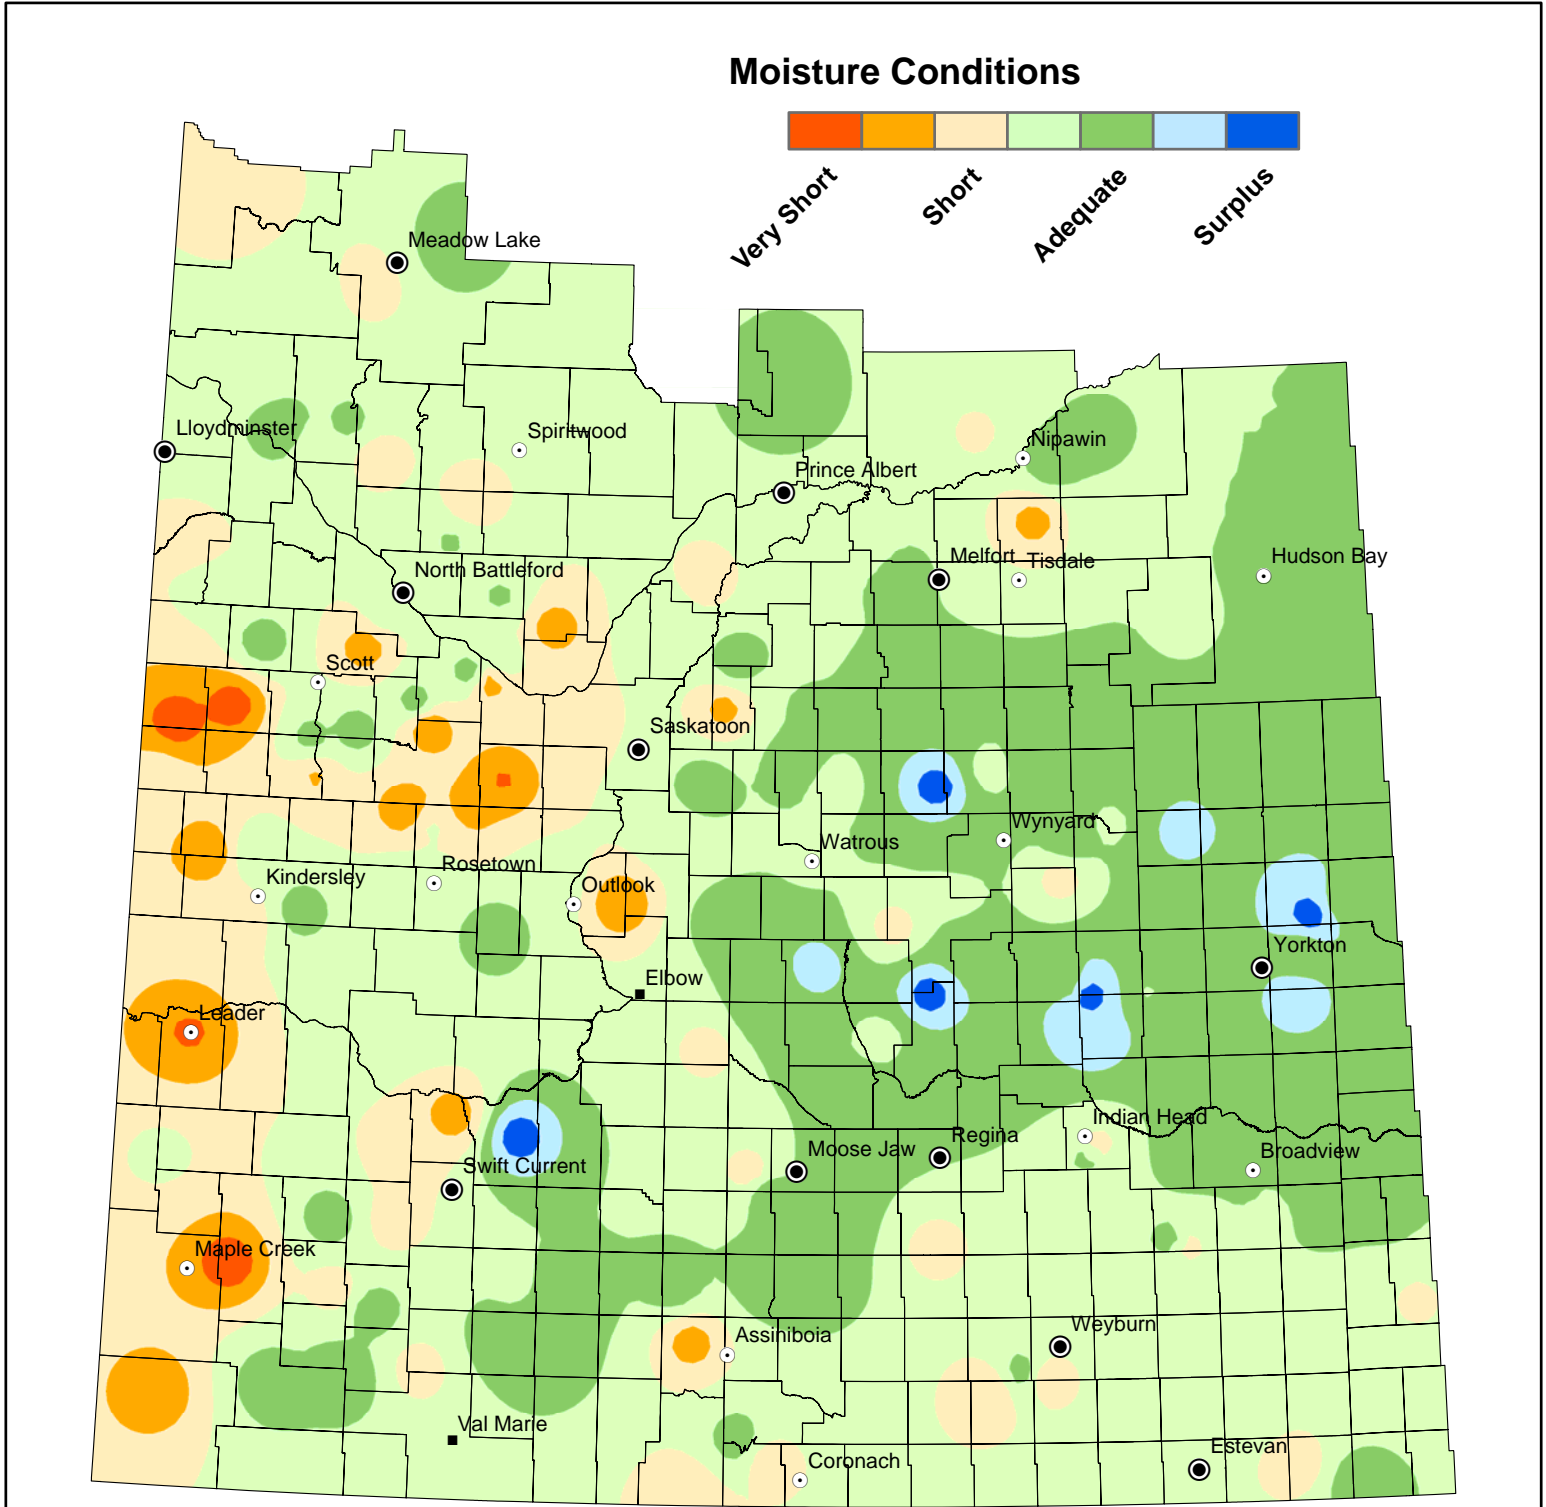 Moisture Conditions
Very Short
Short
Adequate
Surplus
Meadow Lake
Lloydminster
Spiritwood
Nipawin
Prince Albert
Melfort
Tisdale
Hudson Bay
North Battleford
Scott
Saskatoon
Wynyard
Watrous
Rosetown
Kindersley
Outlook
Yorkton
Elbow
Leader
Indian Head
Regina
Moose Jaw
Broadview
Swift Current
Maple Creek
Weyburn
Assiniboia
Val Marie
Estevan
Coronach